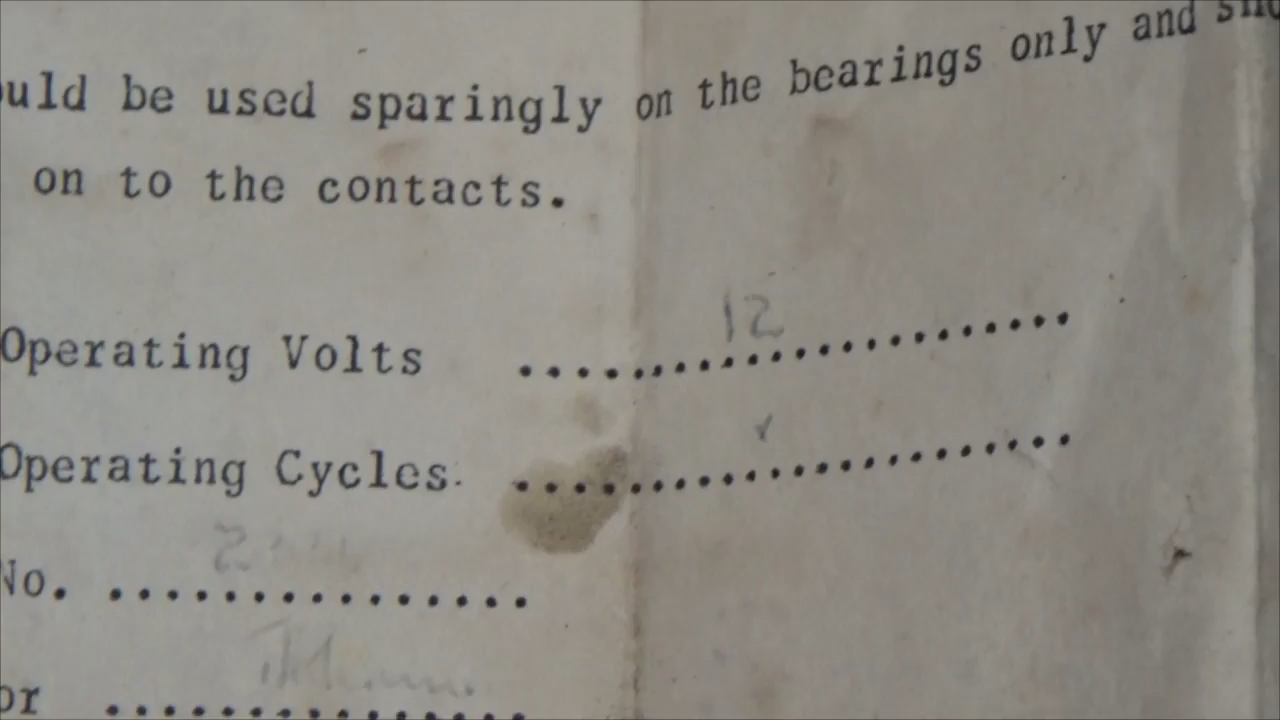 uld be used sparingly on the bearings only and
on to the contacts.
Operating Volts .................... 12
Operating Cycles ....................
No. ...............
or ...............